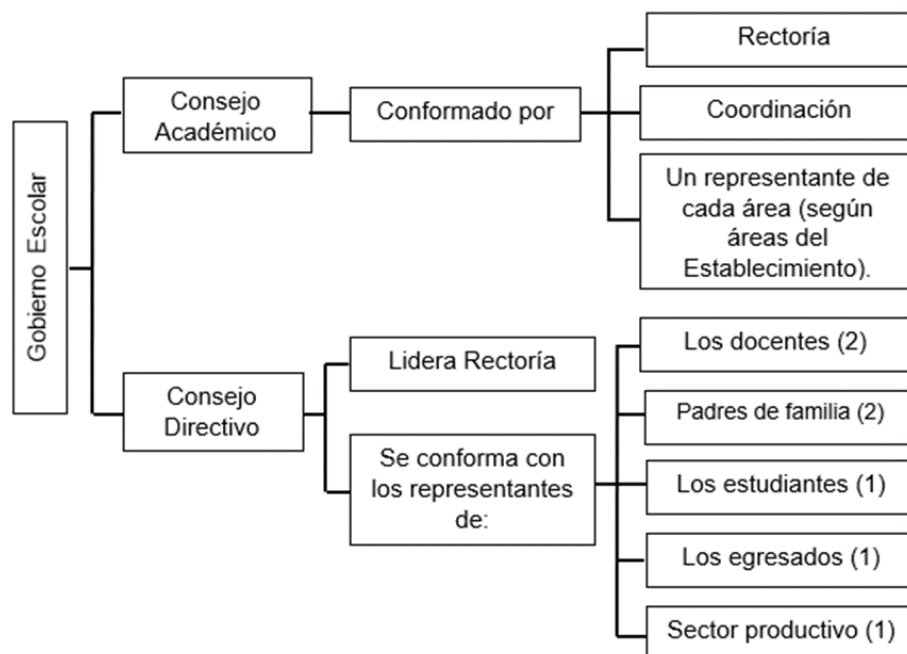 Gobierno Escolar
Consejo
Académico
Conformado por
Rectoría
Coordinación
Un representante de
cada área (según
áreas del
Establecimiento).
Consejo
Directivo
Lidera Rectoría
Se conforma con
los representantes
de:
Los docentes (2)
Padres de familia (2)
Los estudiantes (1)
Los egresados (1)
Sector productivo (1)